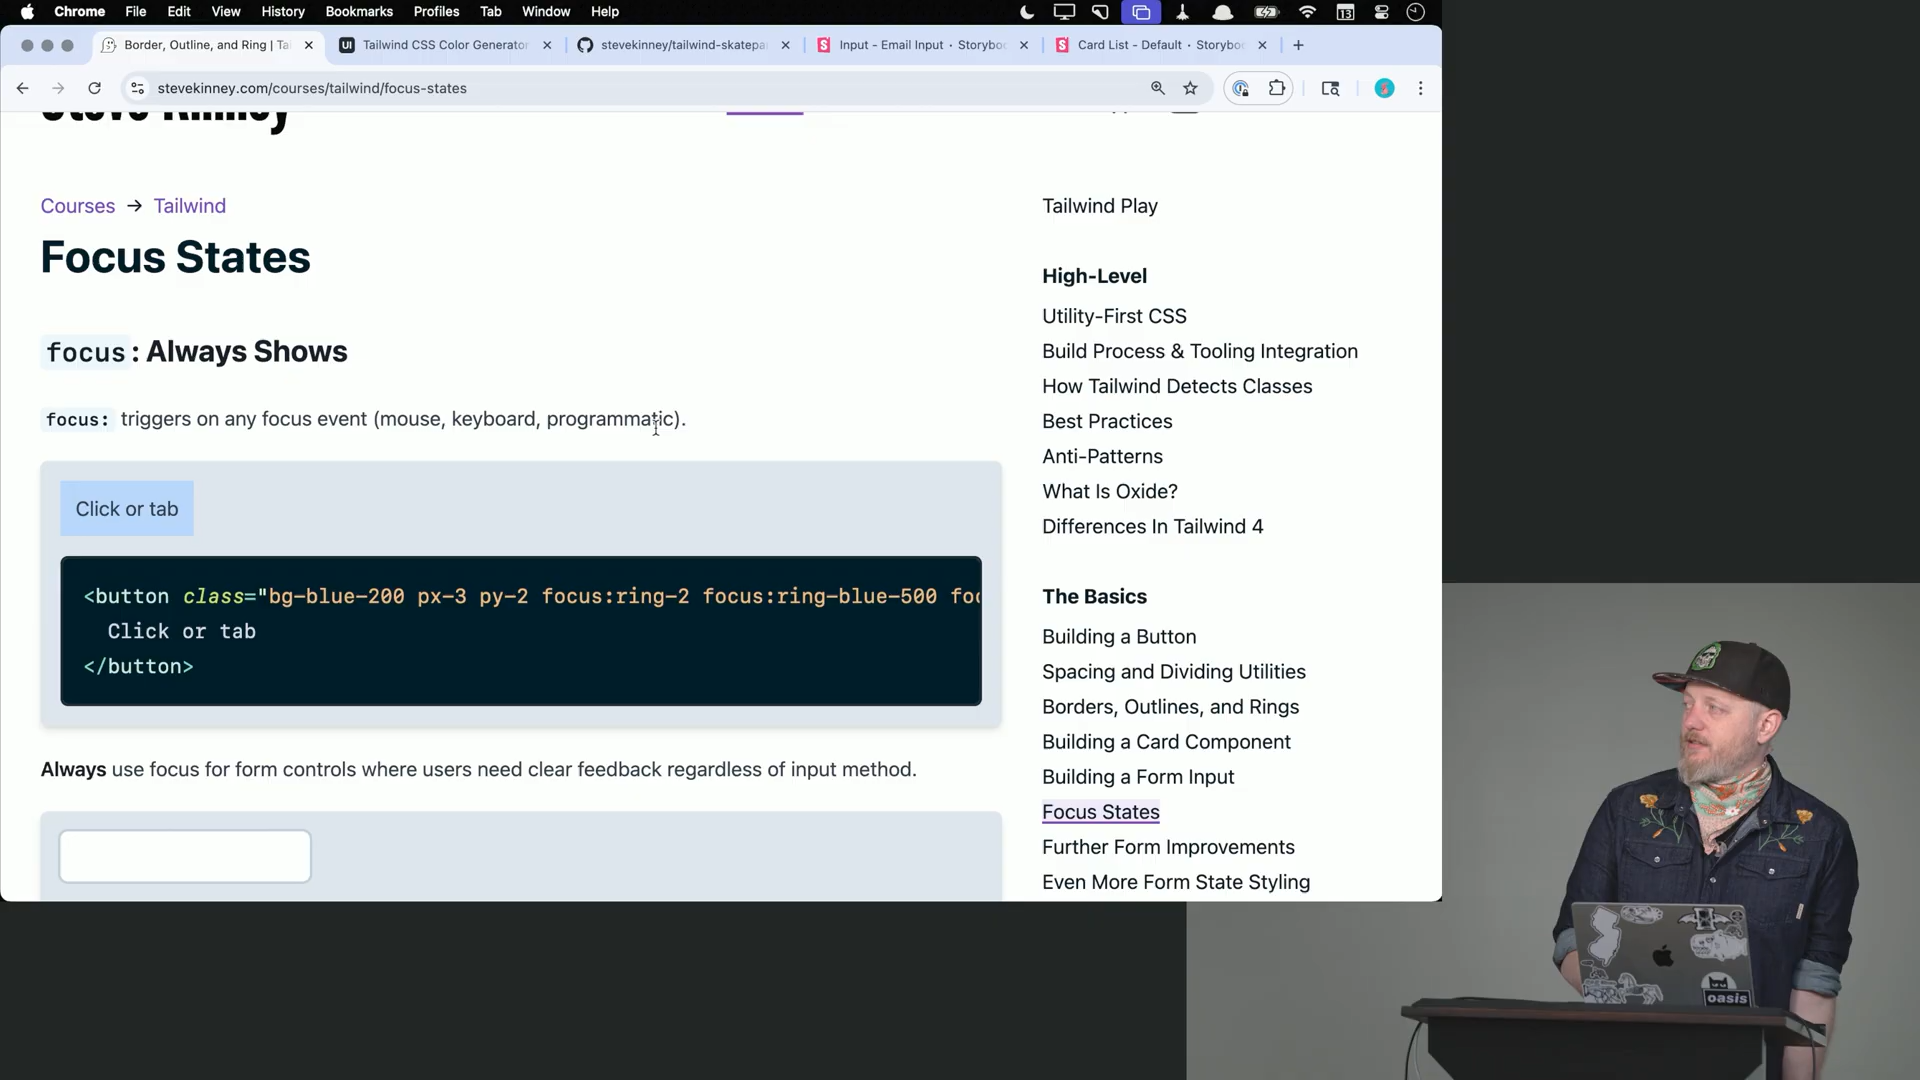 Chrome File Edit View History Bookmarks Profiles Tab Window Help
13
Border, Outline, and Ring | Tai
UI Tailwind CSS Color Generator
stevekinney/tailwind-skatepa
Input - Email Input · Storyboo
Card List - Default · Storyboo
stevekinney.com/courses/tailwind/focus-states
Steve Kinney
Courses → Tailwind
Focus States
focus: Always Shows
focus: triggers on any focus event (mouse, keyboard, programmatic).
Click or tab
<button class="bg-blue-200 px-3 py-2 focus:ring-2 focus:ring-blue-500 foc
Click or tab
</button>
Always use focus for form controls where users need clear feedback regardless of input method.
Tailwind Play
High-Level
Utility-First CSS
Build Process & Tooling Integration
How Tailwind Detects Classes
Best Practices
Anti-Patterns
What Is Oxide?
Differences In Tailwind 4
The Basics
Building a Button
Spacing and Dividing Utilities
Borders, Outlines, and Rings
Building a Card Component
Building a Form Input
Focus States
Further Form Improvements
Even More Form State Styling
oasis